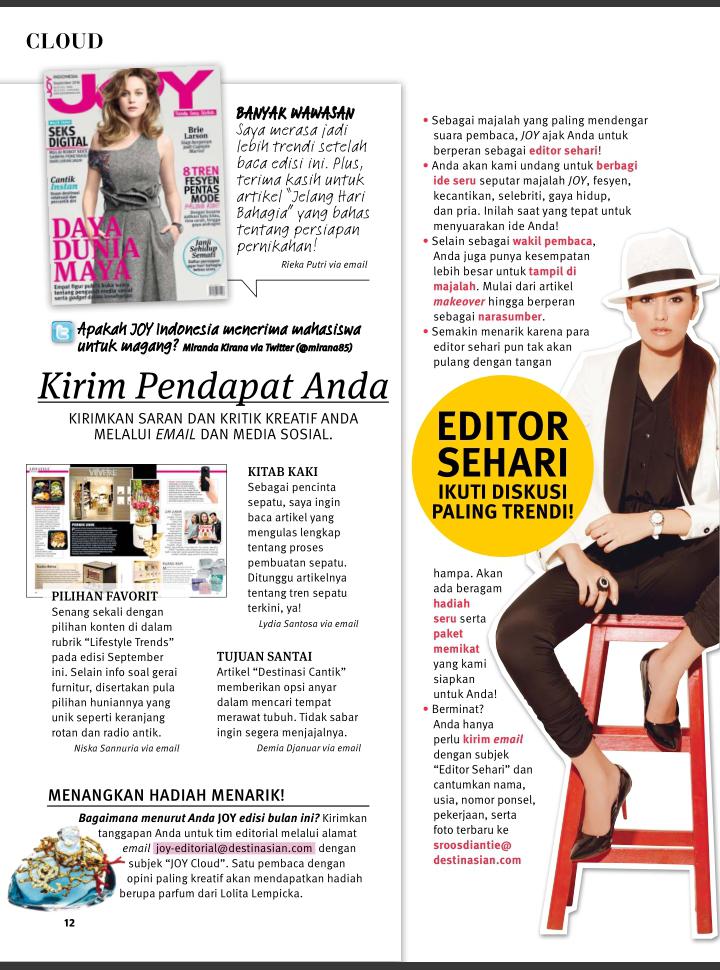 CLOUD
JOY
INDONESIA
SEKS
DIGITAL
Cantik
Instan
Brie
Larson
8 TREN
FESYEN
PENTAS
MODE
DAYA
DUNIA
MAYA
Janji
Sehidup
Semati
BANYAK WAWASAN
Saya merasa jadi
lebih trendi setelah
baca edisi ini. Plus,
terima kasih untuk
artikel "Jelang Hari
Bahagia" yang bahas
tentang persiapan
pernikahan!
Rieka Putri via email
Apakah JOY Indonesia menerima mahasiswa
untuk magang? Miranda Kirana via Twitter (@mirana85)
Kirim Pendapat Anda
KIRIMKAN SARAN DAN KRITIK KREATIF ANDA
MELALUI EMAIL DAN MEDIA SOSIAL.
PILIHAN FAVORIT
Senang sekali dengan
pilihan konten di dalam
rubrik “Lifestyle Trends”
pada edisi September
ini. Selain info soal gerai
furnitur, disertakan pula
pilihan huniannya yang
unik seperti keranjang
rotan dan radio antik.
Niska Sannuria via email
KITAB KAKI
Sebagai pencinta
sepatu, saya ingin
baca artikel yang
mengulas lengkap
tentang proses
pembuatan sepatu.
Ditunggu artikelnya
tentang tren sepatu
terkini, ya!
Lydia Santosa via email
TUJUAN SANTAI
Artikel “Destinasi Cantik”
memberikan opsi anyar
dalam mencari tempat
merawat tubuh. Tidak sabar
ingin segera menjajalnya.
Demia Djanuar via email
MENANGKAN HADIAH MENARIK!
Bagaimana menurut Anda JOY edisi bulan ini? Kirimkan
tanggapan Anda untuk tim editorial melalui alamat
email joy-editorial@destinasian.com dengan
subjek “JOY Cloud”. Satu pembaca dengan
opini paling kreatif akan mendapatkan hadiah
berupa parfum dari Lolita Lempicka.
12
• Sebagai majalah yang paling mendengar
suara pembaca, JOY ajak Anda untuk
berperan sebagai editor sehari!
• Anda akan kami undang untuk berbagi
ide seru seputar majalah JOY, fesyen,
kecantikan, selebriti, gaya hidup,
dan pria. Inilah saat yang tepat untuk
menyuarakan ide Anda!
• Selain sebagai wakil pembaca,
Anda juga punya kesempatan
lebih besar untuk tampil di
majalah. Mulai dari artikel
makeover hingga berperan
sebagai narasumber.
• Semakin menarik karena para
editor sehari pun tak akan
pulang dengan tangan
EDITOR
SEHARI
IKUTI DISKUSI
PALING TRENDI!
hampa. Akan
ada beragam
hadiah
seru serta
paket
memikat
yang kami
siapkan
untuk Anda!
• Berminat?
Anda hanya
perlu kirim email
dengan subjek
“Editor Sehari” dan
cantumkan nama,
usia, nomor ponsel,
pekerjaan, serta
foto terbaru ke
sroosdiantie@
destinasian.com